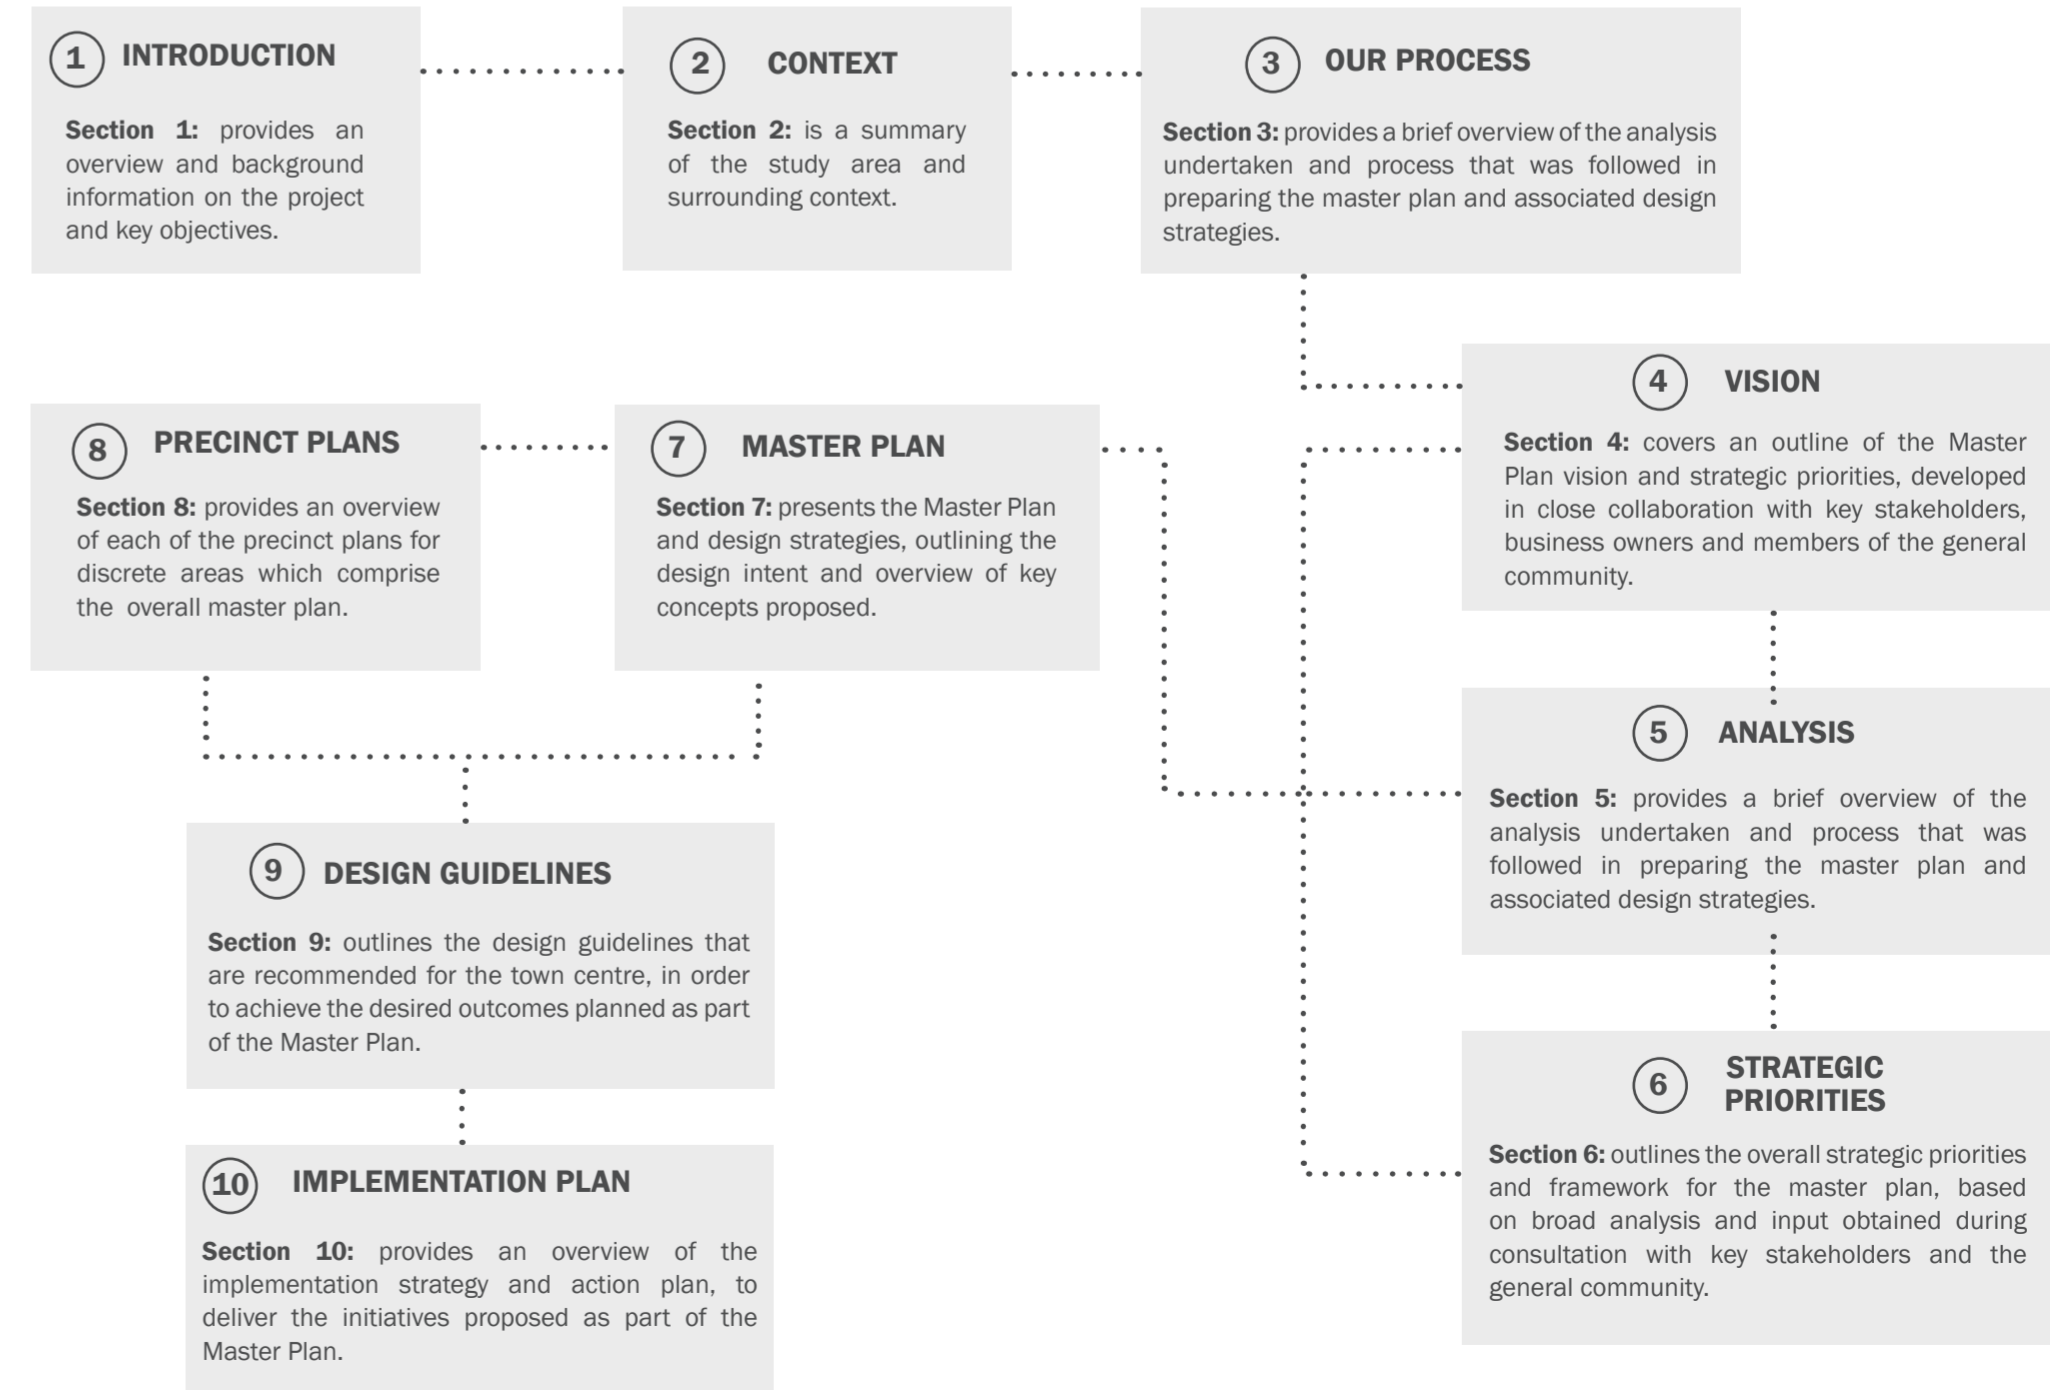 1 INTRODUCTION
Section 1: provides an
overview and background
information on the project
and key objectives.
2 CONTEXT
Section 2: is a summary
of the study area and
surrounding context.
3 OUR PROCESS
Section 3: provides a brief overview of the analysis
undertaken and process that was followed in
preparing the master plan and associated design
strategies.
4 VISION
Section 4: covers an outline of the Master
Plan vision and strategic priorities, developed
in close collaboration with key stakeholders,
business owners and members of the general
community.
5 ANALYSIS
Section 5: provides a brief overview of the
analysis undertaken and process that was
followed in preparing the master plan and
associated design strategies.
6 STRATEGIC
PRIORITIES
Section 6: outlines the overall strategic priorities
and framework for the master plan, based
on broad analysis and input obtained during
consultation with key stakeholders and the
general community.
7 MASTER PLAN
Section 7: presents the Master Plan
and design strategies, outlining the
design intent and overview of key
concepts proposed.
8 PRECINCT PLANS
Section 8: provides an overview
of each of the precinct plans for
discrete areas which comprise
the overall master plan.
9 DESIGN GUIDELINES
Section 9: outlines the design guidelines that
are recommended for the town centre, in order
to achieve the desired outcomes planned as part
of the Master Plan.
10 IMPLEMENTATION PLAN
Section 10: provides an overview of the
implementation strategy and action plan, to
deliver the initiatives proposed as part of the
Master Plan.